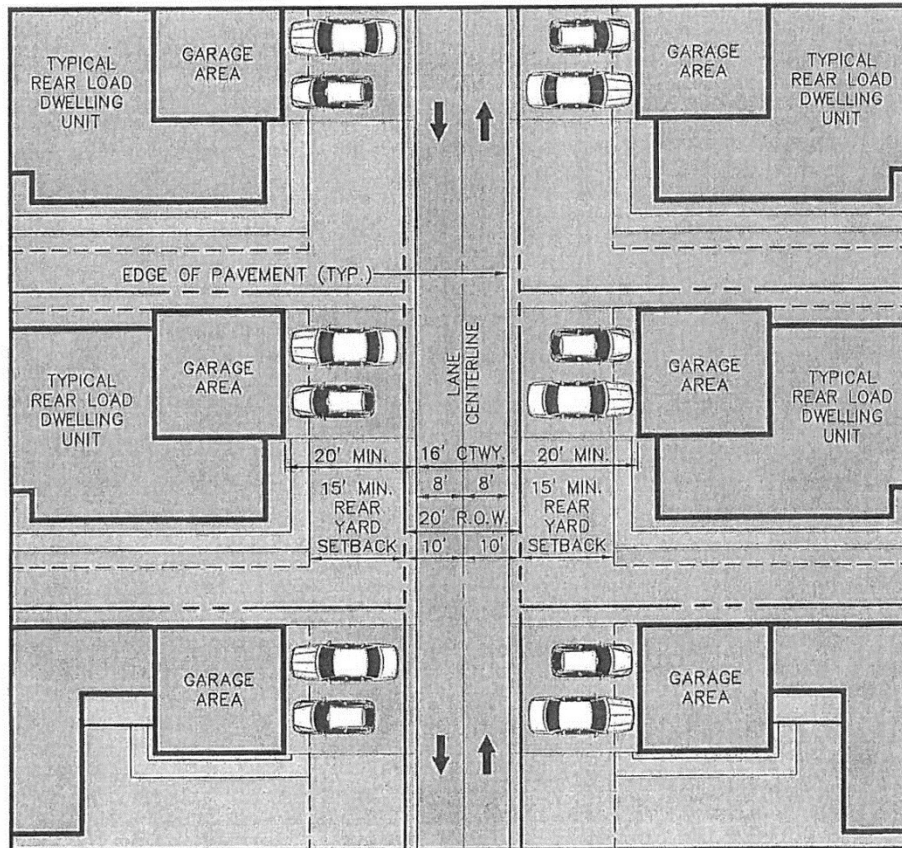 TYPICAL
REAR LOAD
DWELLING
UNIT
GARAGE
AREA
GARAGE
AREA
TYPICAL
REAR LOAD
DWELLING
UNIT
EDGE OF PAVEMENT (TYP.)
TYPICAL
REAR LOAD
DWELLING
UNIT
GARAGE
AREA
LANE
CENTERLINE
GARAGE
AREA
TYPICAL
REAR LOAD
DWELLING
UNIT
20' MIN.
16' CTWY.
20' MIN.
15' MIN.
REAR
YARD
SETBACK
8'
8'
20' R.O.W.
10'
10'
15' MIN.
REAR
YARD
SETBACK
GARAGE
AREA
GARAGE
AREA